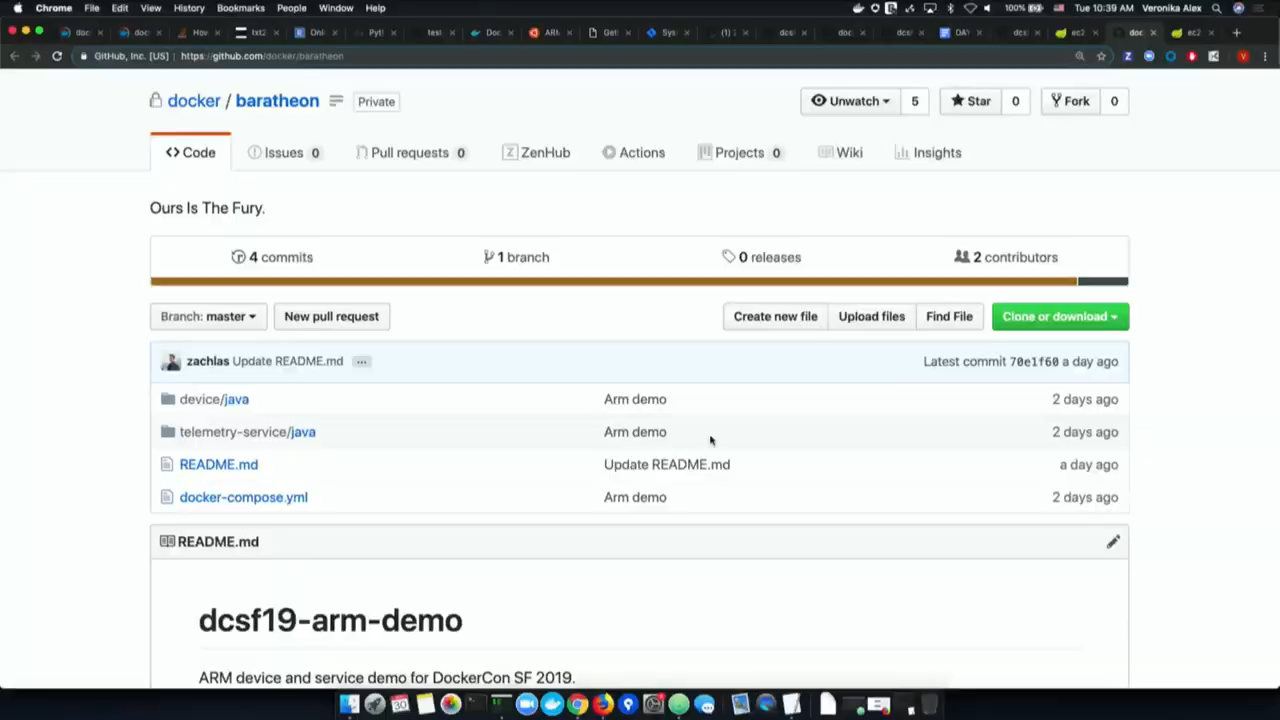 Chrome File Edit View History Bookmarks People Window Help 100% Tue 10:39 AM Veronika Alex
GitHub, Inc. [US] https://github.com/docker/baratheon
docker / baratheon Private Unwatch 5 Star 0 Fork 0
Code Issues 0 Pull requests 0 ZenHub Actions Projects 0 Wiki Insights
Ours Is The Fury.
4 commits 1 branch 0 releases 2 contributors
Branch: master New pull request Create new file Upload files Find File Clone or download
zachlas Update README.md ... Latest commit 70e1f60 a day ago
device/java Arm demo 2 days ago
telemetry-service/java Arm demo 2 days ago
README.md Update README.md a day ago
docker-compose.yml Arm demo 2 days ago
README.md
dcsf19-arm-demo
ARM device and service demo for DockerCon SF 2019.
30